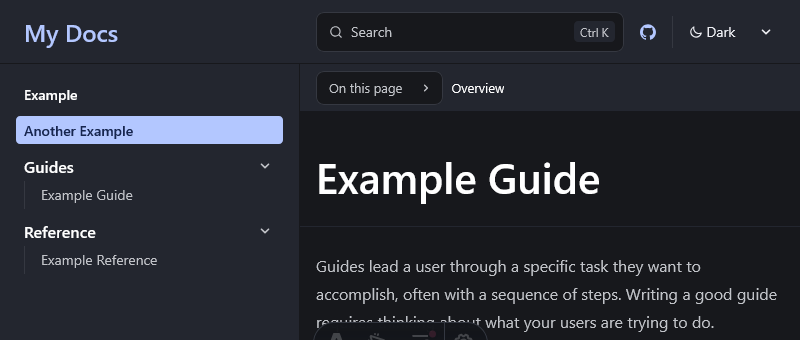 My Docs
Search
Ctrl K
Dark
Example
Another Example
Guides
Example Guide
Reference
Example Reference
On this page
Overview
Example Guide
Guides lead a user through a specific task they want to
accomplish, often with a sequence of steps. Writing a good guide
requires thinking about what your users are trying to do.